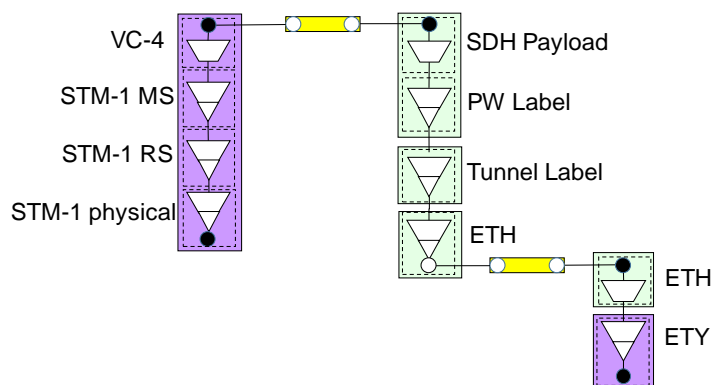 VC-4
STM-1 MS
STM-1 RS
STM-1 physical
SDH Payload
PW Label
Tunnel Label
ETH
ETH
ETY